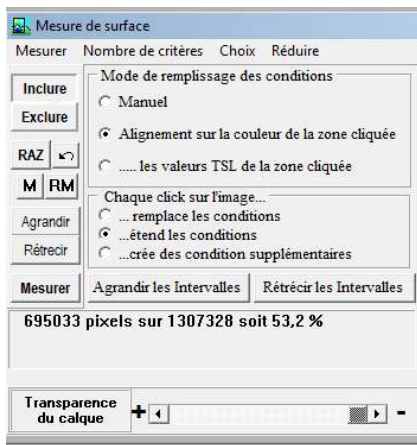 Mesure de surface
Mesurer Nombre de critères Choix Réduire
Inclure
Exclure
RAZ
M RM
Agrandir
Rétrecir
Mesurer
Mode de remplissage des conditions
Manuel
Alignement sur la couleur de la zone cliquée
..... les valeurs TSL de la zone cliquée
Chaque click sur l'image...
... remplace les conditions
...étend les conditions
...crée des condition supplémentaires
Agrandir les Intervalles Rétrécir les Intervalles
695033 pixels sur 1307328 soit 53,2 %
Transparence
du calque
+ -